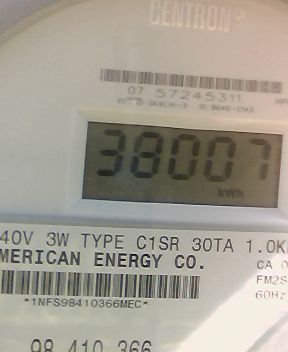 CENTRON®
07 57245311
38007
kWh
40V 3W TYPE C1SR 30TA 1.0K
MERICAN ENERGY CO.
CA 0
FM2S
60Hz
*1NFS98410366MEC*
98 410 366